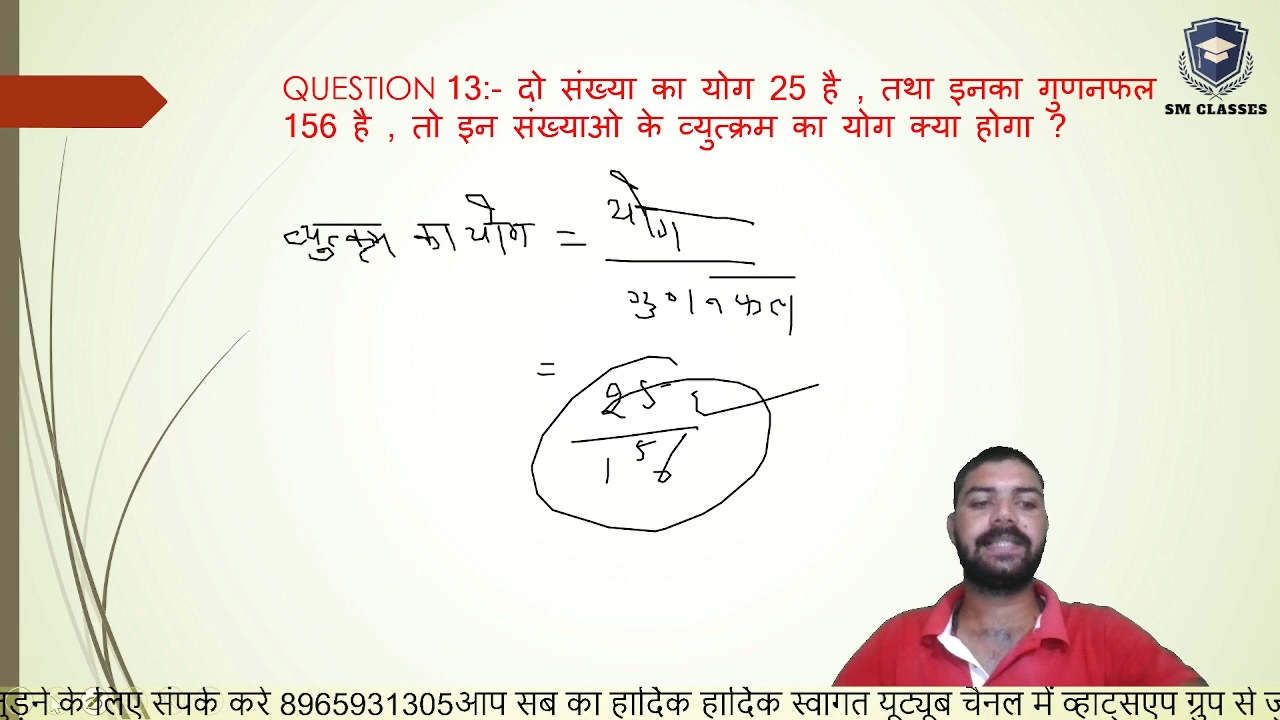 QUESTION 13:- दो संख्या का योग 25 है , तथा इनका गुणनफल
156 है , तो इन संख्याओ के व्युत्क्रम का योग क्या होगा ?
SM CLASSES
व्युत्क्रम का योग = योग
गुणनफल
= 25
156
जुड़ने के लिए संपर्क करे 8965931305आप सब का हार्दिक हार्दिक स्वागत यूट्यूब चैनल में व्हाट्सएप ग्रुप से